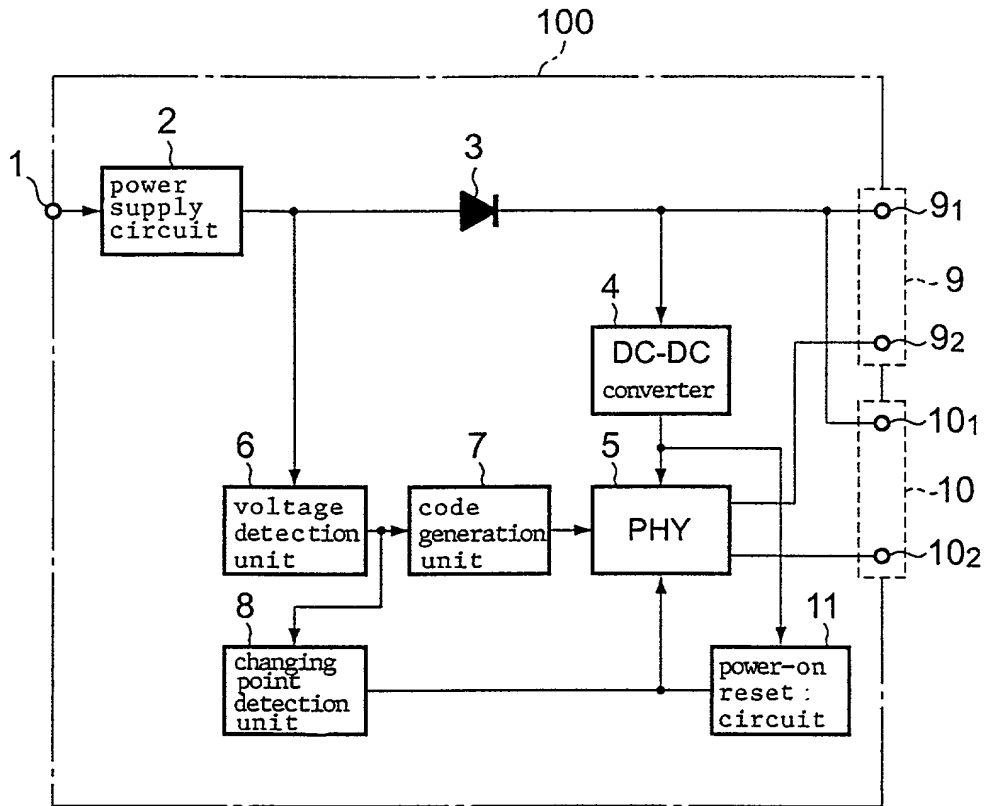 100
2
1
power
supply
circuit
3
91
9
92
4
DC-DC
converter
101
10
102
6
voltage
detection
unit
7
code
generation
unit
5
PHY
8
changing
point
detection
unit
11
power-on
reset :
circuit